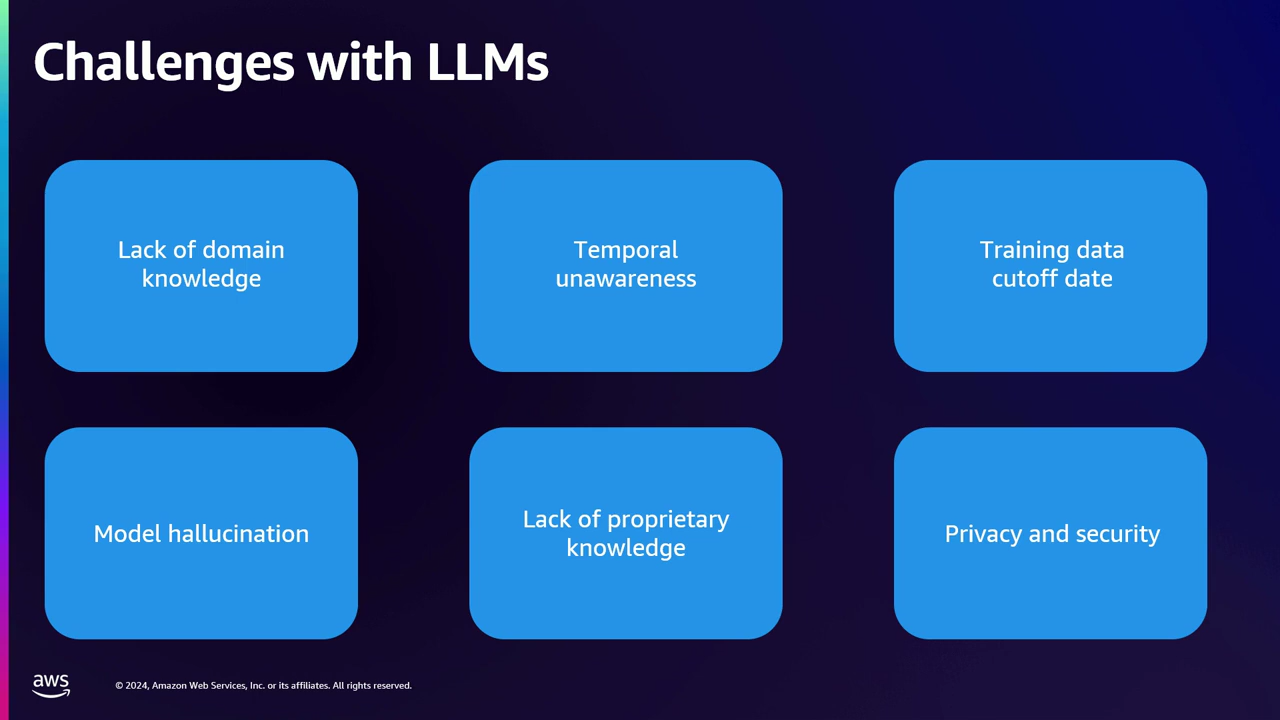 Challenges with LLMs
Lack of domain
knowledge
Temporal
unawareness
Training data
cutoff date
Model hallucination
Lack of proprietary
knowledge
Privacy and security
aws
© 2024, Amazon Web Services, Inc. or its affiliates. All rights reserved.